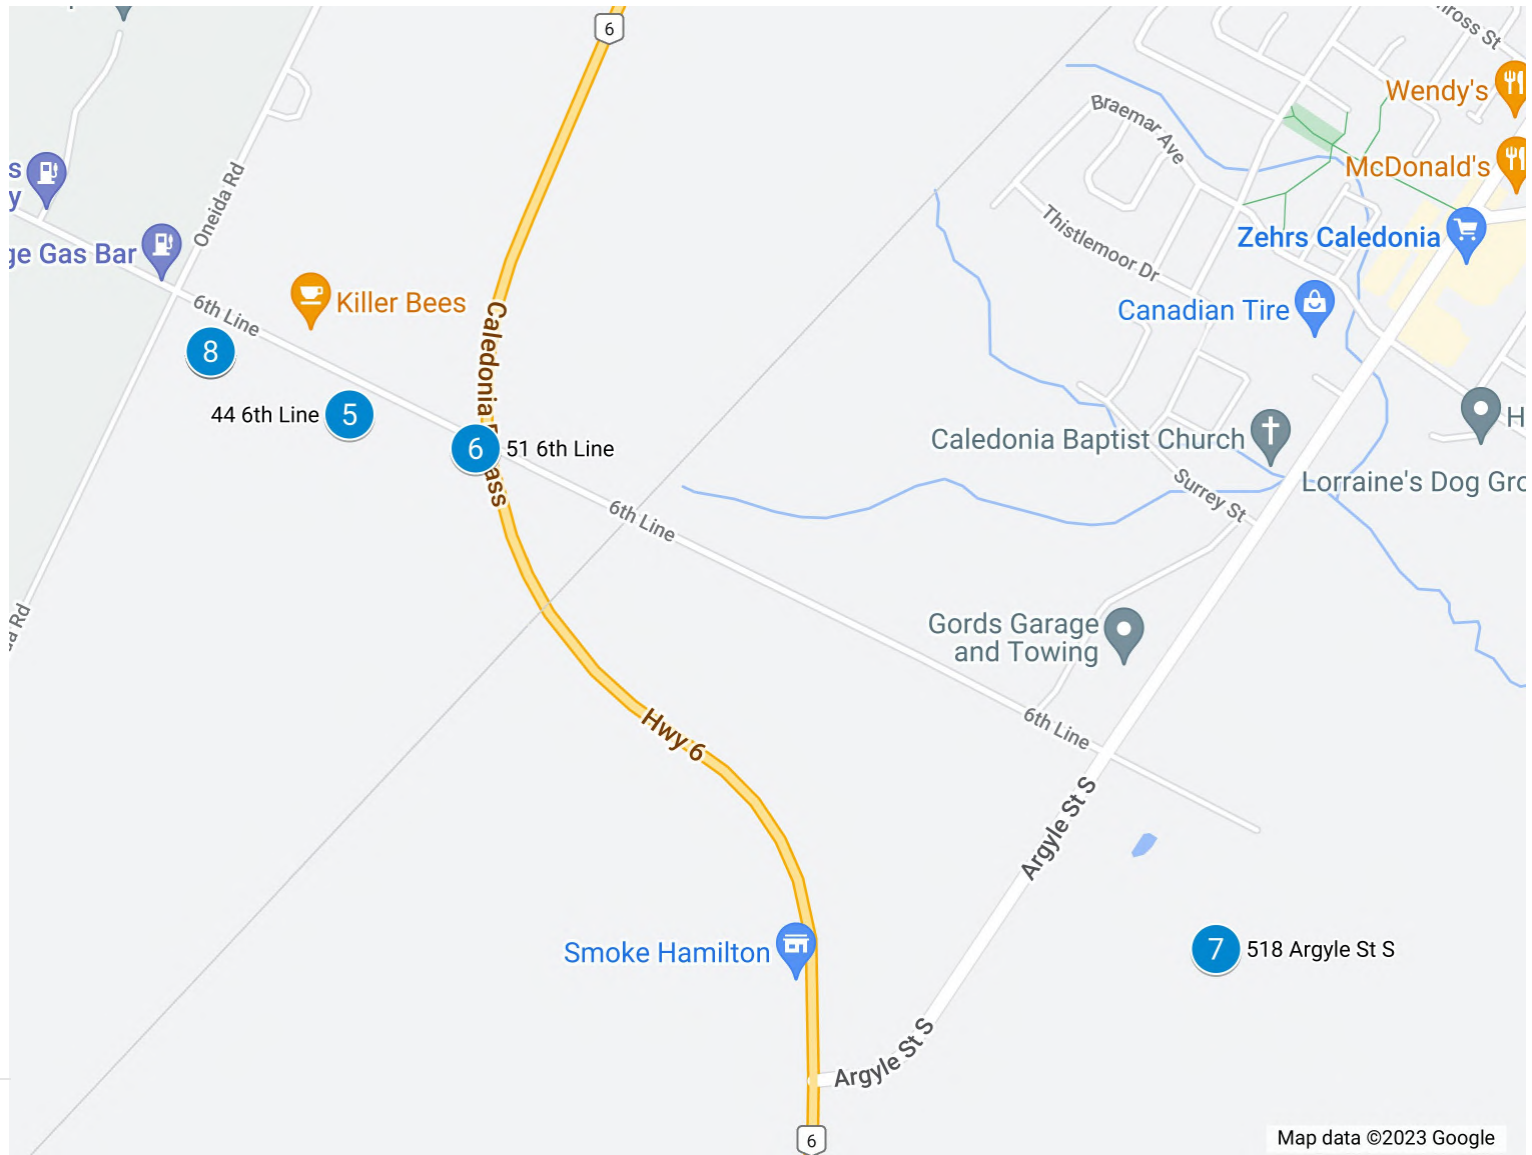 6
Wendy's
Braemar Ave
McDonald's
Oneida Rd
Thistlemoor Dr
Zehrs Caledonia
ge Gas Bar
6th Line
Killer Bees
Canadian Tire
8
44 6th Line
5
Caledonia
6
51 6th Line
ass
Caledonia Baptist Church
H
Surrey St
Lorraine's Dog Gro
6th Line
Gords Garage
and Towing
Hwy 6
6th Line
Argyle St S
Smoke Hamilton
7
518 Argyle St S
Argyle St S
6
Map data ©2023 Google